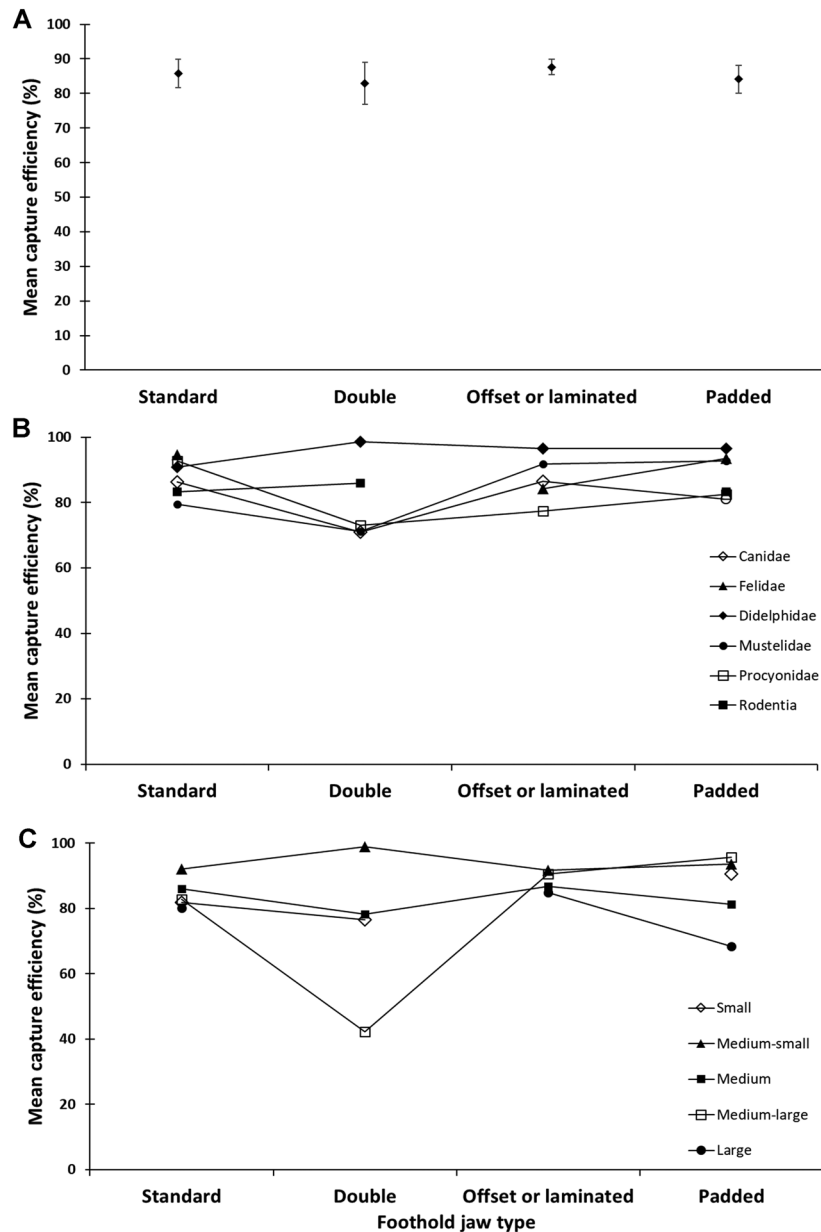 A
Mean capture efficiency (%)
100
90
80
70
60
50
40
30
20
10
0
Standard
Double
Offset or laminated
Padded
B
Mean capture efficiency (%)
100
80
60
40
20
0
Canidae
Felidae
Didelphidae
Mustelidae
Procyonidae
Rodentia
Standard
Double
Offset or laminated
Padded
C
Mean capture efficiency (%)
100
80
60
40
20
0
Small
Medium-small
Medium
Medium-large
Large
Standard
Double
Offset or laminated
Padded
Foothold jaw type